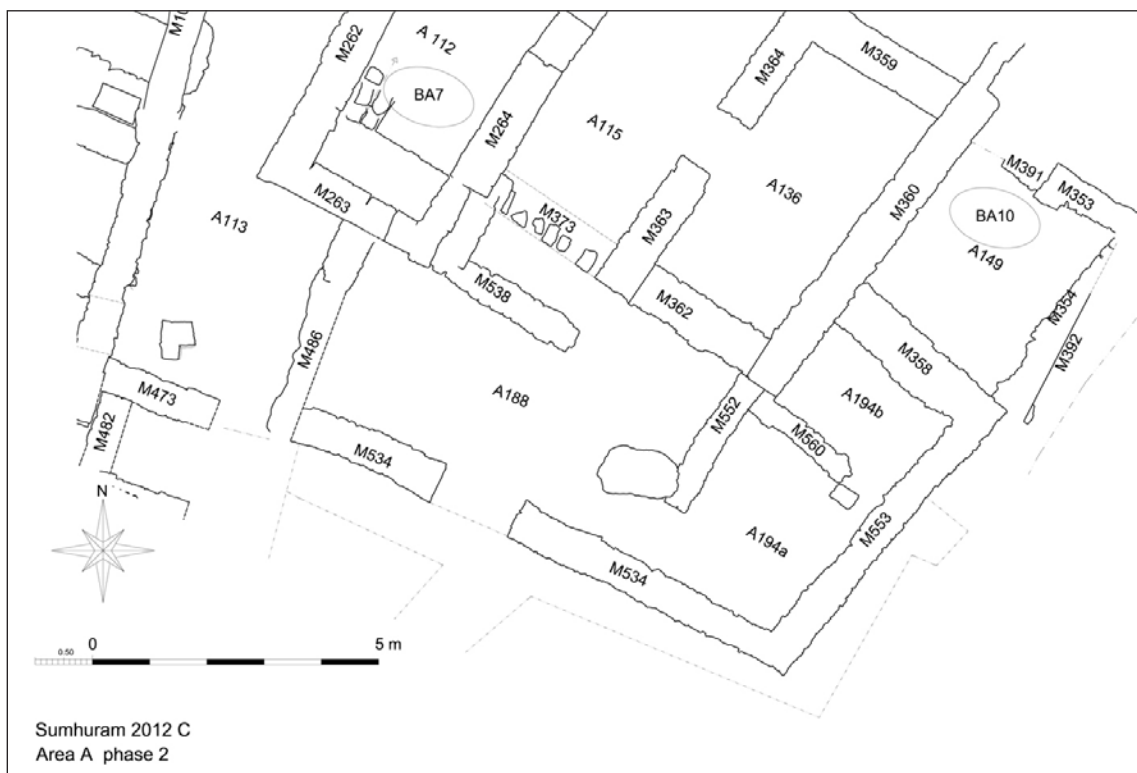 M10
M262
A 112
BA7
M264
M364
M359
A115
A136
M360
M391
M353
BA10
A149
A113
M263
M373
M363
M538
M362
M354
M392
M358
M486
A188
A194b
M473
M482
M534
M552
M560
M553
A194a
M534
N
0.50
0
5 m
Sumhuram 2012 C
Area A phase 2